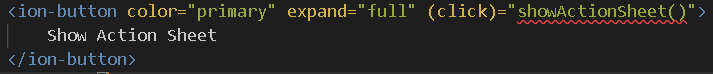 <ion-button color="primary" expand="full" (click)="showActionSheet()">
Show Action Sheet
</ion-button>